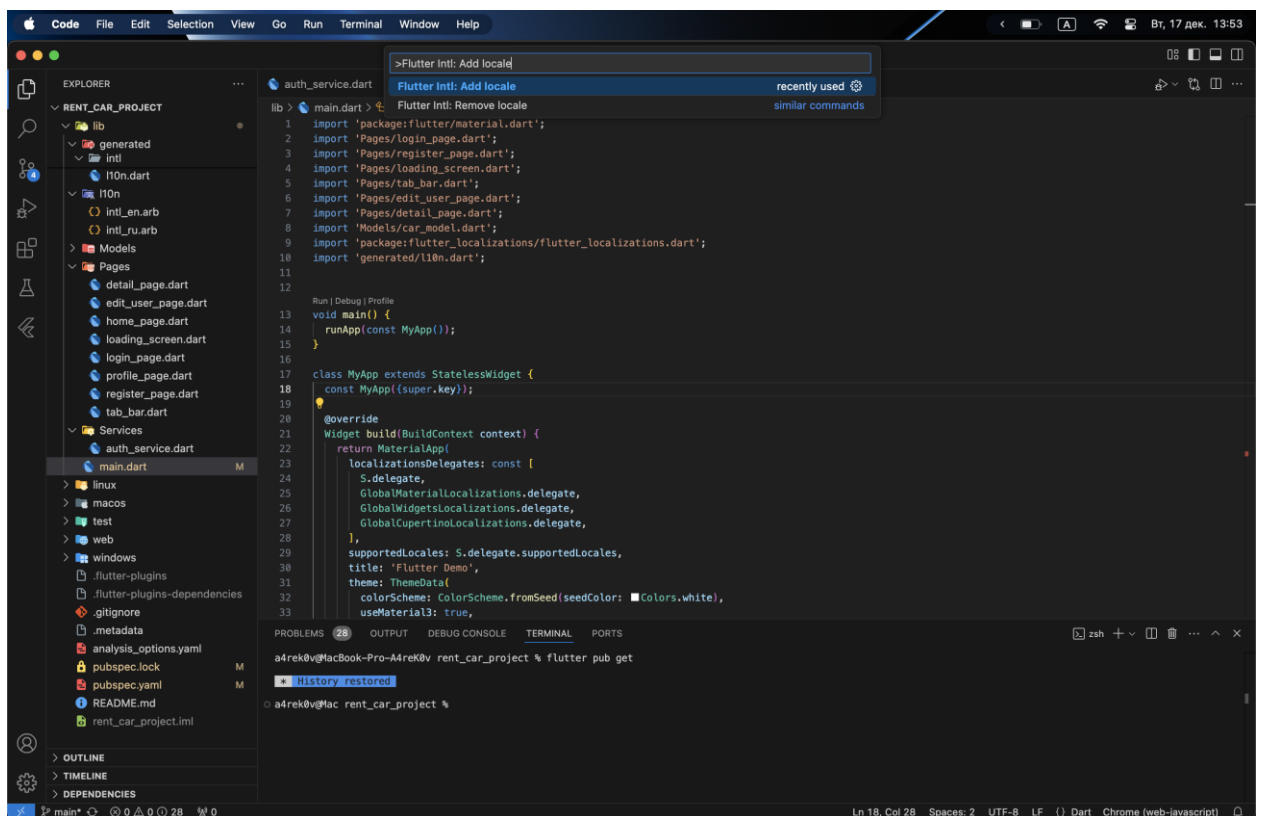 Code File Edit Selection View Go Run Terminal Window Help
A
Вт, 17 дек. 13:53
>Flutter Intl: Add locale
Flutter Intl: Add locale
recently used
Flutter Intl: Remove locale
similar commands
EXPLORER
RENT_CAR_PROJECT
lib
generated
intl
l10n.dart
l10n
intl_en.arb
intl_ru.arb
Models
Pages
detail_page.dart
edit_user_page.dart
home_page.dart
loading_screen.dart
login_page.dart
profile_page.dart
register_page.dart
tab_bar.dart
Services
auth_service.dart
main.dart M
linux
macos
test
web
windows
.flutter-plugins
.flutter-plugins-dependencies
.gitignore
.metadata
analysis_options.yaml
pubspec.lock M
pubspec.yaml M
README.md
rent_car_project.iml
OUTLINE
TIMELINE
DEPENDENCIES
4
auth_service.dart
lib > main.dart >
1 import 'package:flutter/material.dart';
2 import 'Pages/login_page.dart';
3 import 'Pages/register_page.dart';
4 import 'Pages/loading_screen.dart';
5 import 'Pages/tab_bar.dart';
6 import 'Pages/edit_user_page.dart';
7 import 'Pages/detail_page.dart';
8 import 'Models/car_model.dart';
9 import 'package:flutter_localizations/flutter_localizations.dart';
10 import 'generated/l10n.dart';
11
12
Run | Debug | Profile
13 void main() {
14 runApp(const MyApp());
15 }
16
17 class MyApp extends StatelessWidget {
18 const MyApp({super.key});
19
20 @override
21 Widget build(BuildContext context) {
22 return MaterialApp(
23 localizationsDelegates: const [
24 S.delegate,
25 GlobalMaterialLocalizations.delegate,
26 GlobalWidgetsLocalizations.delegate,
27 GlobalCupertinoLocalizations.delegate,
28 ],
29 supportedLocales: S.delegate.supportedLocales,
30 title: 'Flutter Demo',
31 theme: ThemeData(
32 colorScheme: ColorScheme.fromSeed(seedColor: Colors.white),
33 useMaterial3: true,
PROBLEMS 28 OUTPUT DEBUG CONSOLE TERMINAL PORTS
zsh
a4rek0v@MacBook-Pro-A4reK0v rent_car_project % flutter pub get
* History restored
a4rek0v@Mac rent_car_project %
main* 0 0 28 0
Ln 18, Col 28 Spaces: 2 UTF-8 LF {} Dart Chrome (web-javascript)